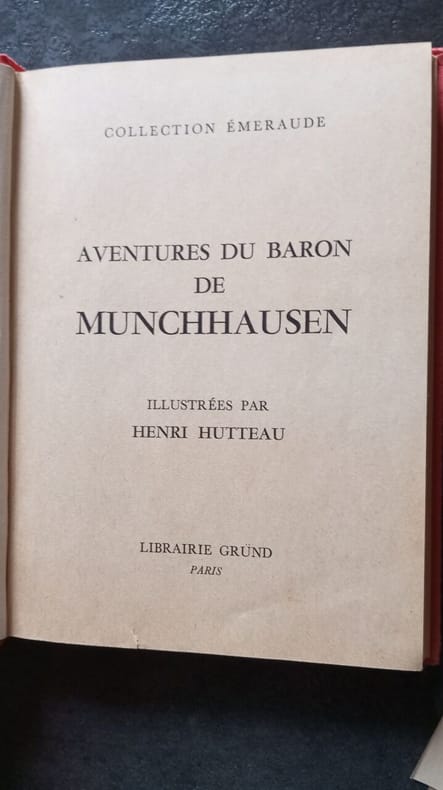 COLLECTION ÉMERAUDE
AVENTURES DU BARON
DE
MUNCHHAUSEN
ILLUSTRÉES PAR
HENRI HUTTEAU
LIBRAIRIE GRÜND
PARIS